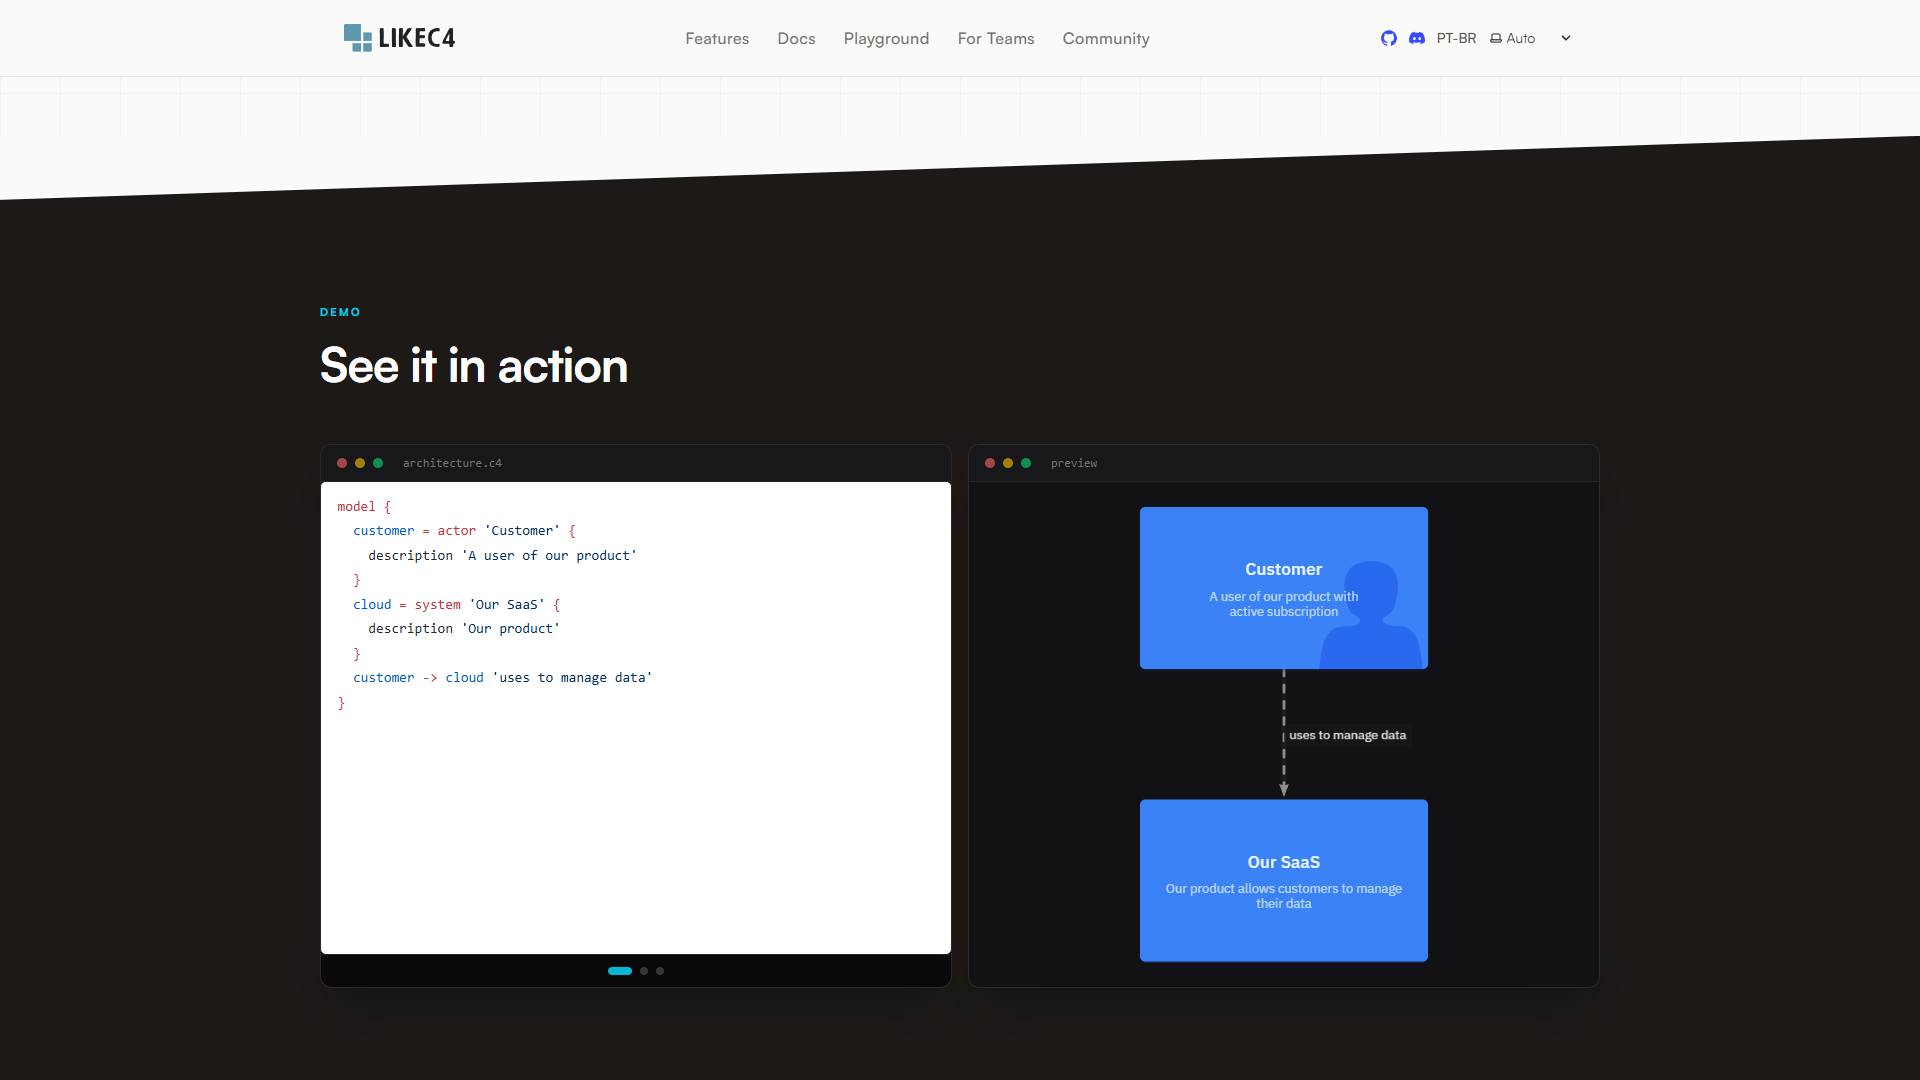 LIKEC4
Features Docs Playground For Teams Community
PT-BR Auto
DEMO
See it in action
architecture.c4
model {
  customer = actor 'Customer' {
    description 'A user of our product'
  }
  cloud = system 'Our SaaS' {
    description 'Our product'
  }
  customer -> cloud 'uses to manage data'
}
preview
Customer
A user of our product with
active subscription
uses to manage data
Our SaaS
Our product allows customers to manage
their data